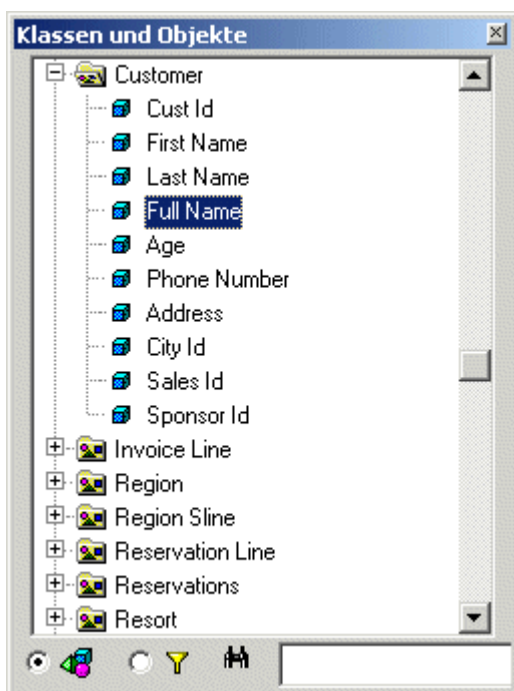 Klassen und Objekte
Customer
Cust Id
First Name
Last Name
Full Name
Age
Phone Number
Address
City Id
Sales Id
Sponsor Id
Invoice Line
Region
Region Sline
Reservation Line
Reservations
Resort